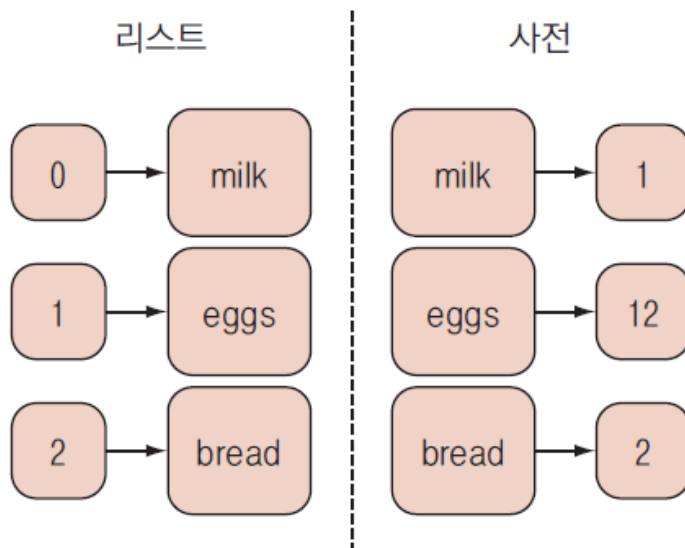 리스트
사전
0 milk
milk 1
1 eggs
eggs 12
2 bread
bread 2